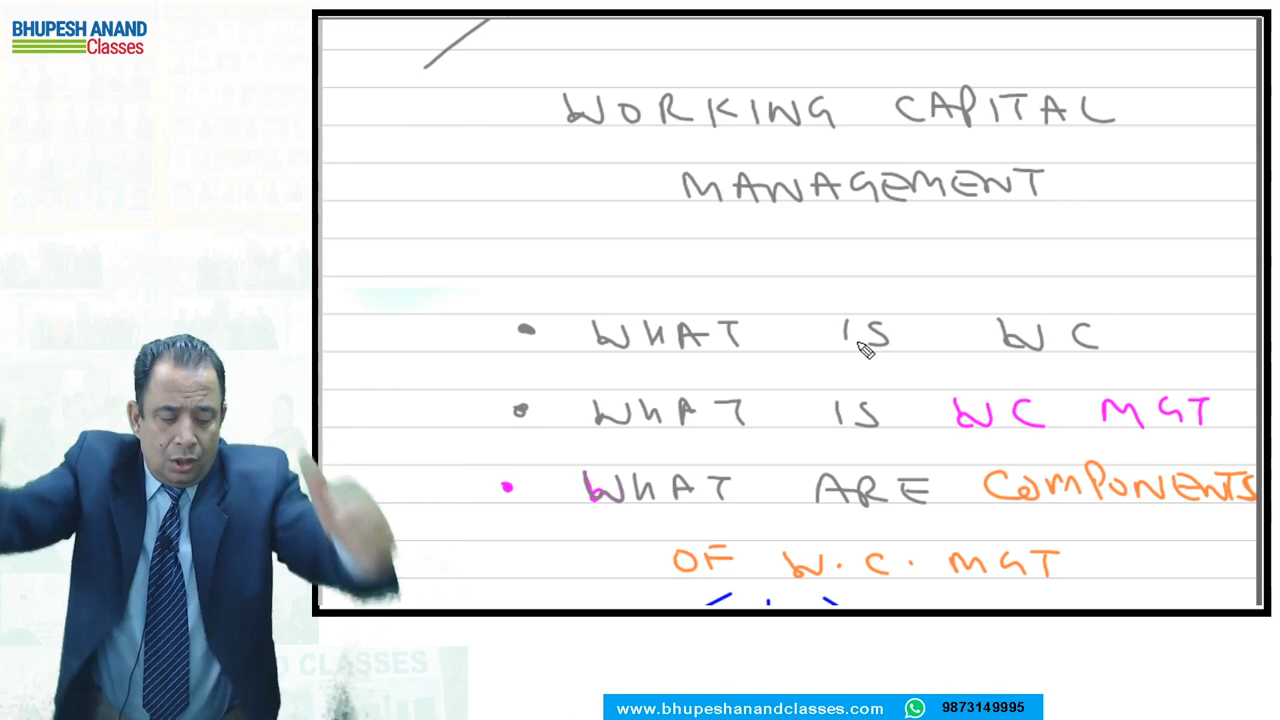 BHUPESH ANAND
Classes
WORKING CAPITAL
MANAGEMENT
• WHAT IS WC
• WHAT IS WC MGT
• WHAT ARE COMPONENTS
OF W.C. MGT
CLASSES
www.bhupeshanandclasses.com 9873149995